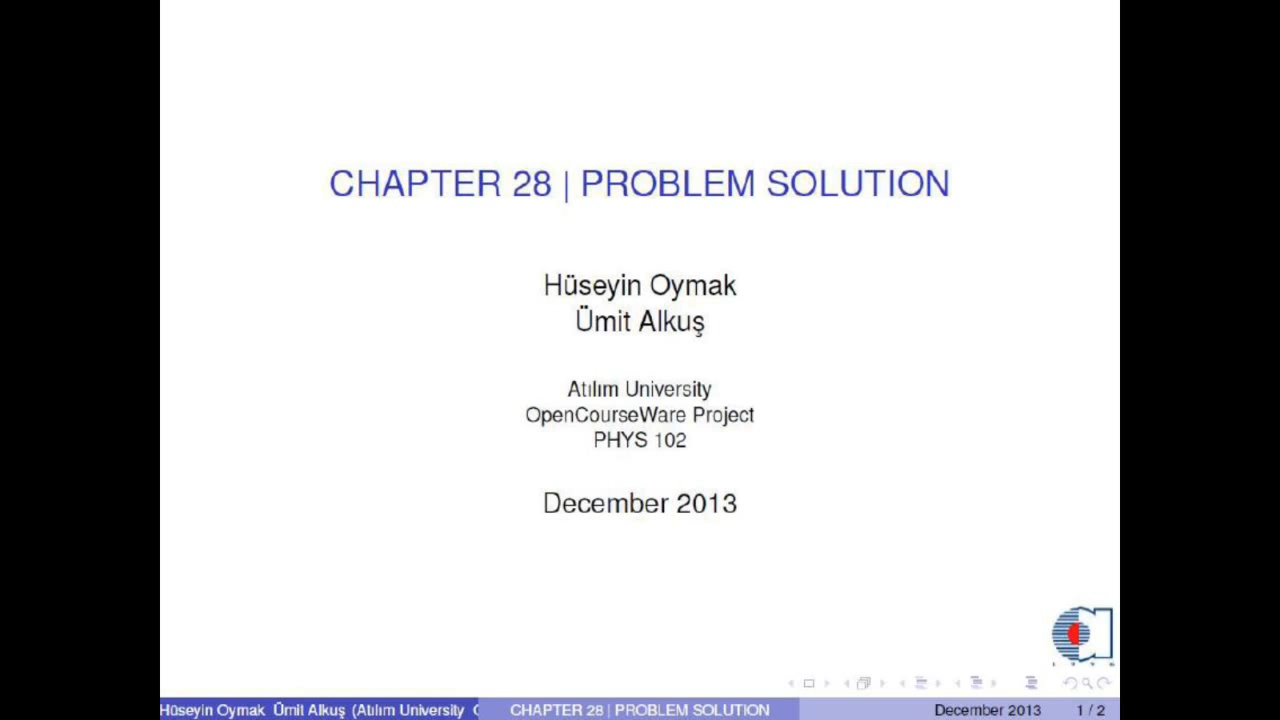 CHAPTER 28 | PROBLEM SOLUTION
Hüseyin Oymak
Ümit Alkuş
Atılım University
OpenCourseWare Project
PHYS 102
December 2013
Hüseyin Oymak Ümit Alkuş (Atılım University CHAPTER 28 | PROBLEM SOLUTION December 2013 1 / 2